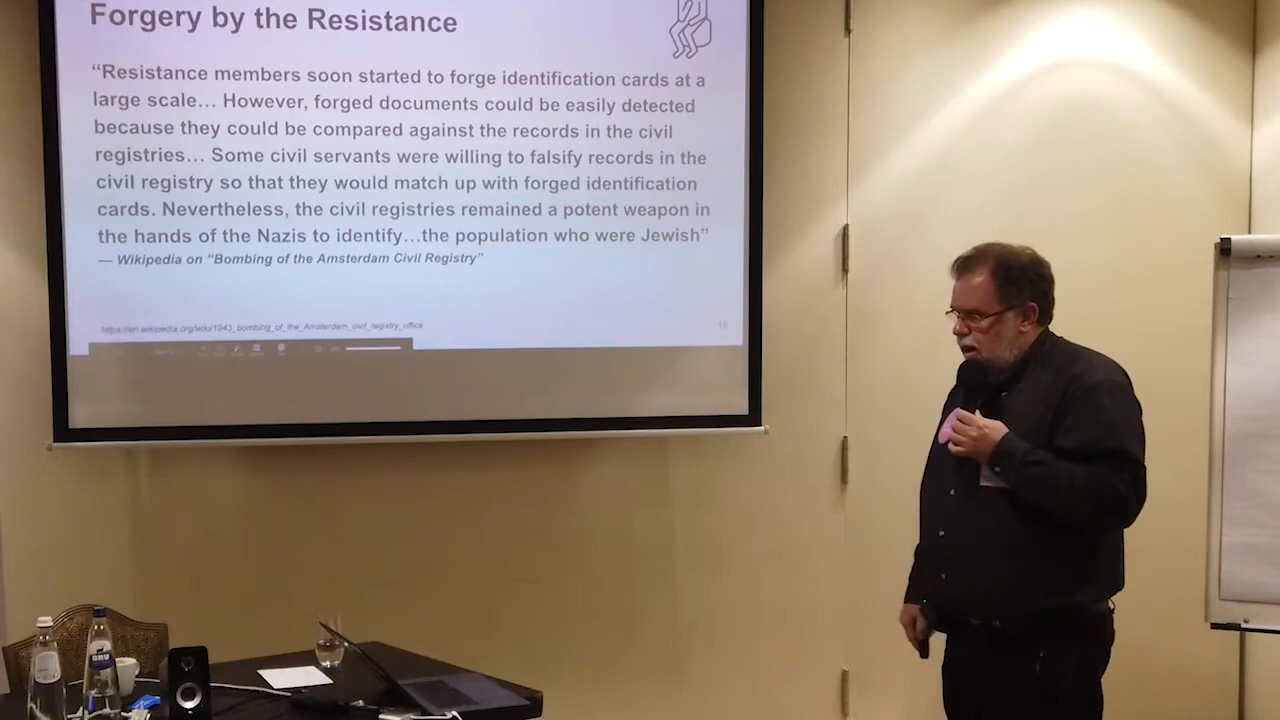 Forgery by the Resistance
“Resistance members soon started to forge identification cards at a
large scale… However, forged documents could be easily detected
because they could be compared against the records in the civil
registries… Some civil servants were willing to falsify records in the
civil registry so that they would match up with forged identification
cards. Nevertheless, the civil registries remained a potent weapon in
the hands of the Nazis to identify…the population who were Jewish”
— Wikipedia on “Bombing of the Amsterdam Civil Registry”
https://en.wikipedia.org/wiki/1943_bombing_of_the_Amsterdam_civil_registry_office
16
BRU